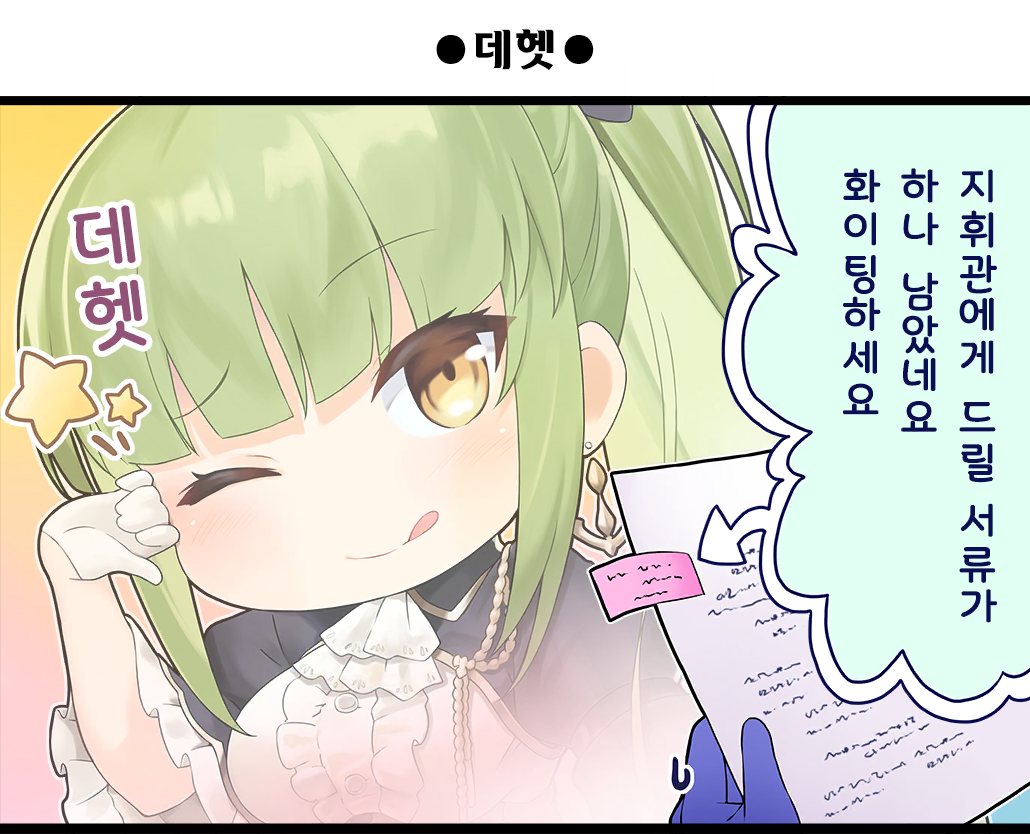 ●데헷●
지휘관에게 드릴 서류가
하나 남았네요
화이팅하세요
데헷